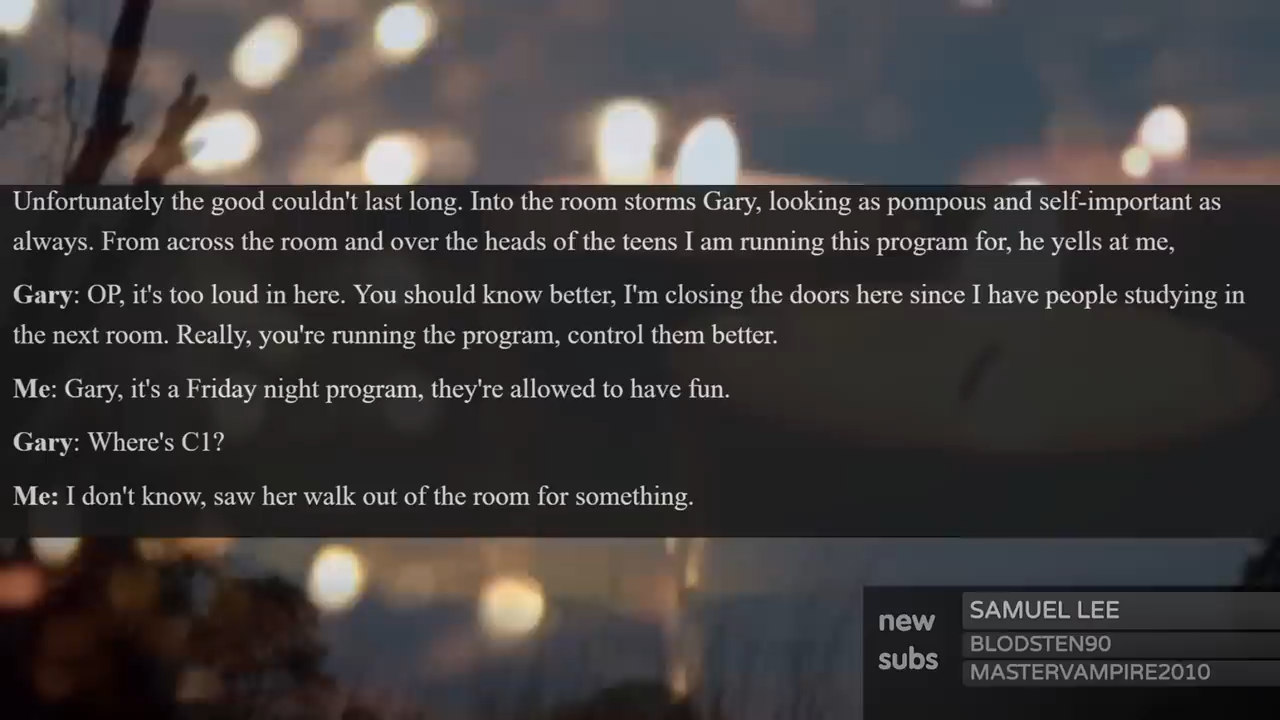 Unfortunately the good couldn't last long. Into the room storms Gary, looking as pompous and self-important as
always. From across the room and over the heads of the teens I am running this program for, he yells at me,
Gary: OP, it's too loud in here. You should know better, I'm closing the doors here since I have people studying in
the next room. Really, you're running the program, control them better.
Me: Gary, it's a Friday night program, they're allowed to have fun.
Gary: Where's C1?
Me: I don't know, saw her walk out of the room for something.
new
subs
SAMUEL LEE
BLODSTEN90
MASTERVAMPIRE2010